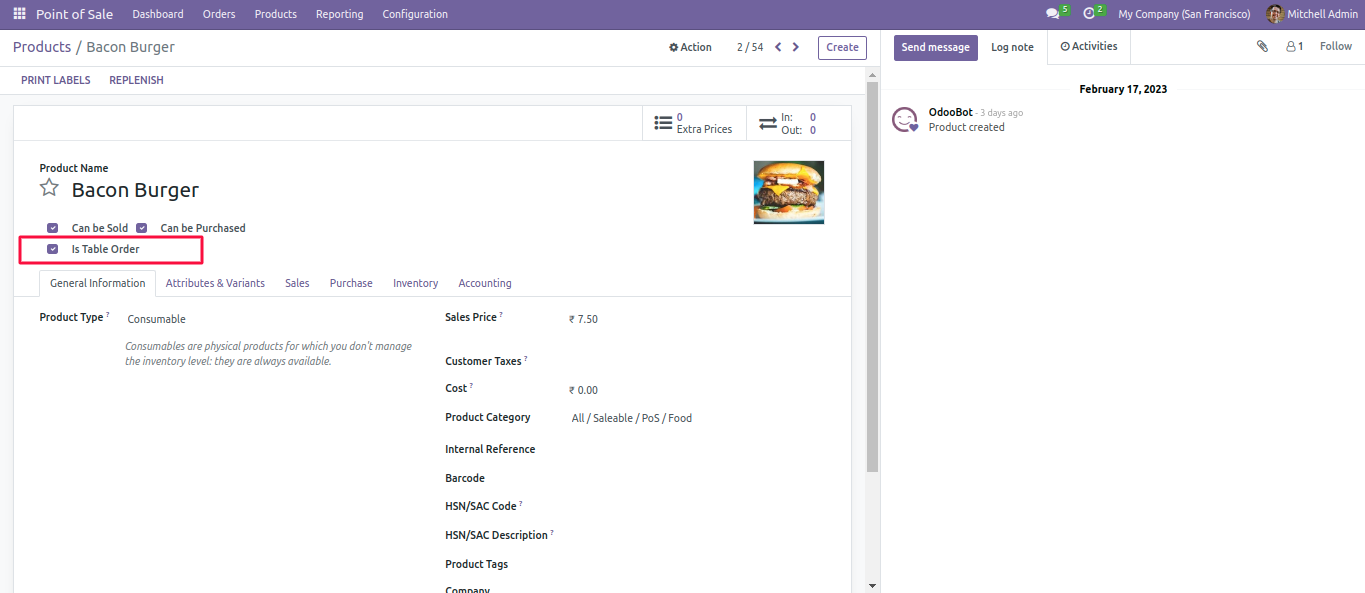 Point of Sale Dashboard Orders Products Reporting Configuration 5 2 My Company (San Francisco) Mitchell Admin
Products / Bacon Burger Action 2 / 54 Create
Send message Log note Activities 1 Follow
PRINT LABELS REPLENISH
February 17, 2023
OdooBot - 3 days ago
Product created
0
Extra Prices
In: 0
Out: 0
Product Name
Bacon Burger
Can be Sold Can be Purchased
Is Table Order
General Information Attributes & Variants Sales Purchase Inventory Accounting
Product Type ? Consumable
Consumables are physical products for which you don't manage
the inventory level: they are always available.
Sales Price ? ₹ 7.50
Customer Taxes ?
Cost ? ₹ 0.00
Product Category All / Saleable / PoS / Food
Internal Reference
Barcode
HSN/SAC Code ?
HSN/SAC Description ?
Product Tags
Company